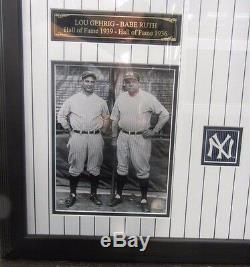 LOU GEHRIG - BABE RUTH
Hall of Fame 1939 - Hall of Fame 1936
NY